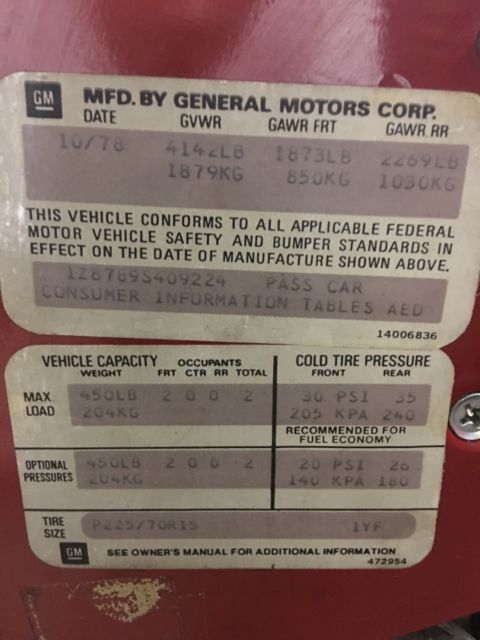 GM MFD. BY GENERAL MOTORS CORP.
DATE GVWR GAWR FRT GAWR RR
10/78 4142LB 1873LB 2269LB
1879KG 850KG 1030KG
THIS VEHICLE CONFORMS TO ALL APPLICABLE FEDERAL
MOTOR VEHICLE SAFETY AND BUMPER STANDARDS IN
EFFECT ON THE DATE OF MANUFACTURE SHOWN ABOVE.
1Z8789S409224 PASS CAR
CONSUMER INFORMATION TABLES AED
14006836
VEHICLE CAPACITY OCCUPANTS COLD TIRE PRESSURE
WEIGHT FRT CTR RR TOTAL FRONT REAR
MAX. LOAD 450LB 2 0 0 2 30 PSI 35
204KG 205 KPA 240
RECOMMENDED FOR
FUEL ECONOMY
OPTIONAL PRESSURES 450LB 2 0 0 2 20 PSI 26
204KG 140 KPA 180
TIRE SIZE P225/70R15 1YF
GM SEE OWNER'S MANUAL FOR ADDITIONAL INFORMATION
472954